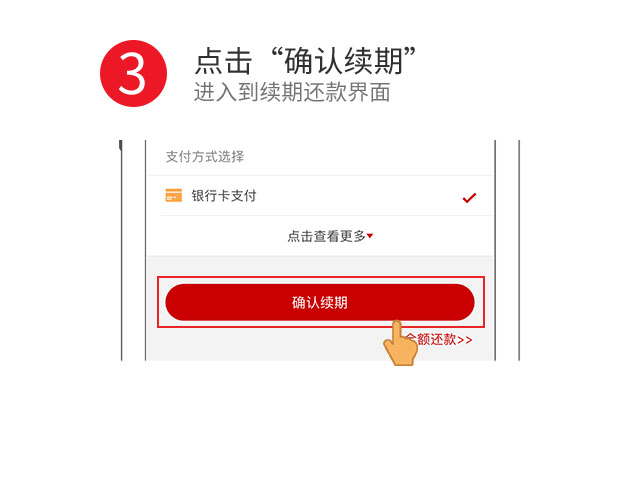 3
点击“确认续期”
进入到续期还款界面
支付方式选择
银行卡支付
点击查看更多
确认续期
全额还款>>